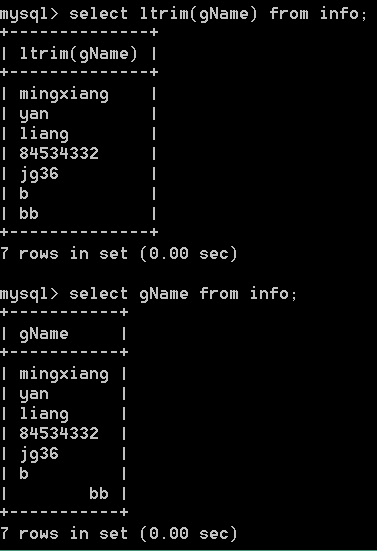 mysql> select ltrim(gName) from info;
+--------------+
| ltrim(gName) |
+--------------+
| mingxiang    |
| yan          |
| liang        |
| 84534332     |
| jg36         |
| b            |
| bb           |
+--------------+
7 rows in set (0.00 sec)

mysql> select gName from info;
+-----------+
| gName     |
+-----------+
| mingxiang |
| yan       |
| liang     |
| 84534332  |
| jg36      |
| b         |
|        bb |
+-----------+
7 rows in set (0.00 sec)